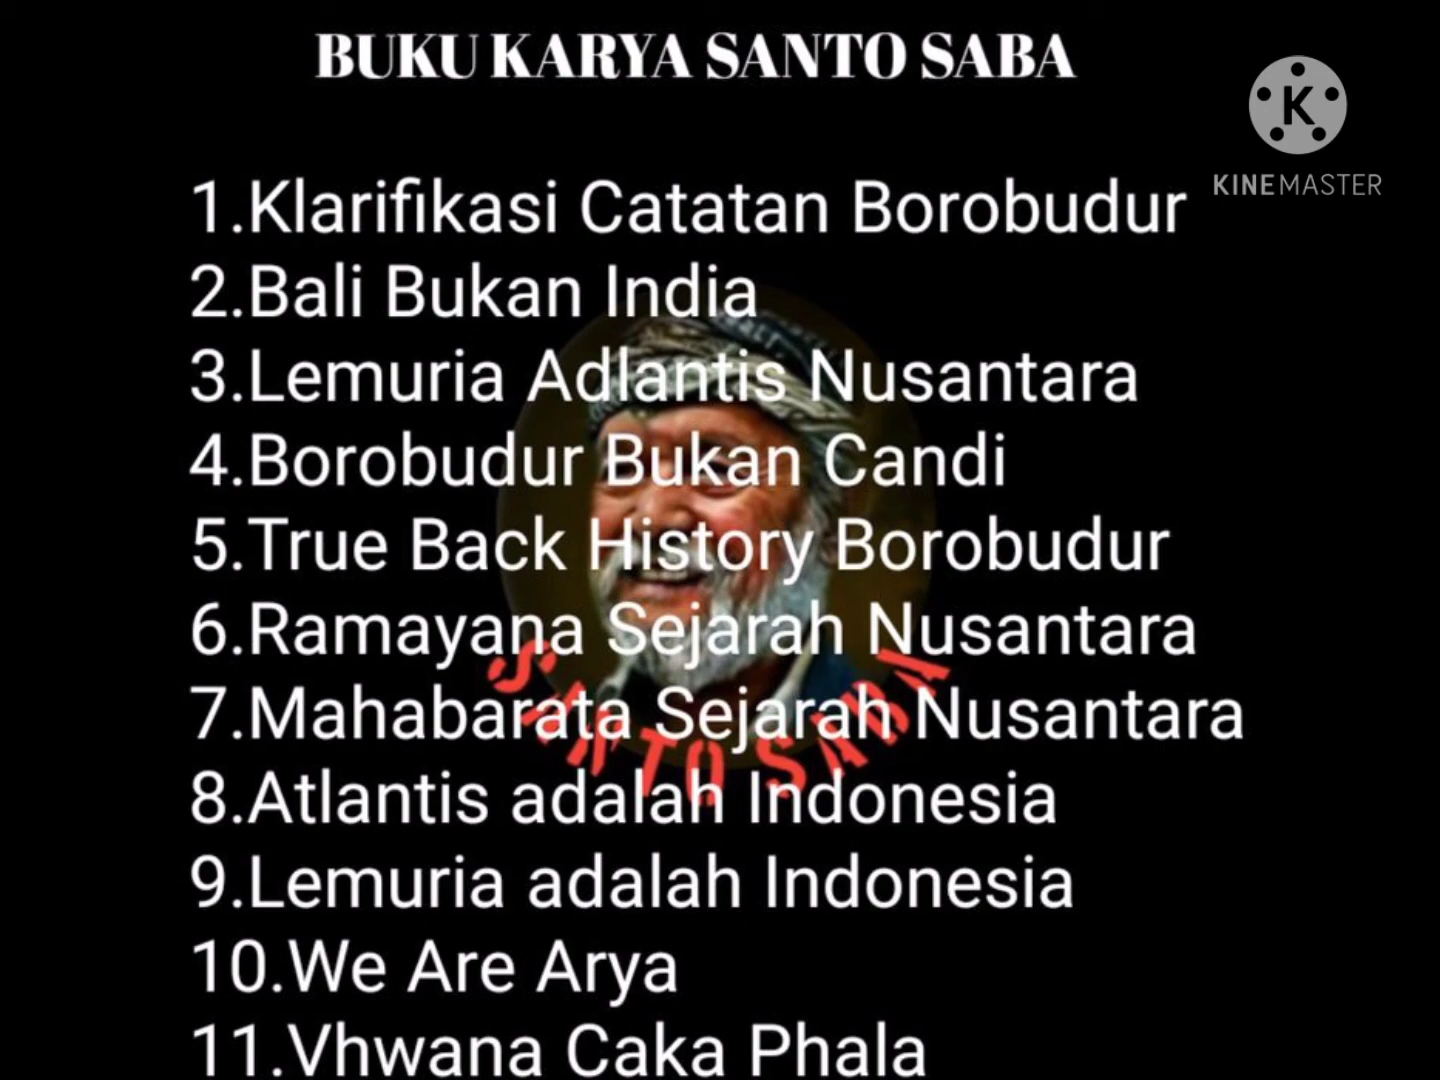 BUKU KARYA SANTO SABA
KINEMASTER
1.Klarifikasi Catatan Borobudur
2.Bali Bukan India
3.Lemuria Adlantis Nusantara
4.Borobudur Bukan Candi
5.True Back History Borobudur
6.Ramayana Sejarah Nusantara
7.Mahabarata Sejarah Nusantara
8.Atlantis adalah Indonesia
9.Lemuria adalah Indonesia
10.We Are Arya
11.Vhwana Caka Phala
SANTO SABA